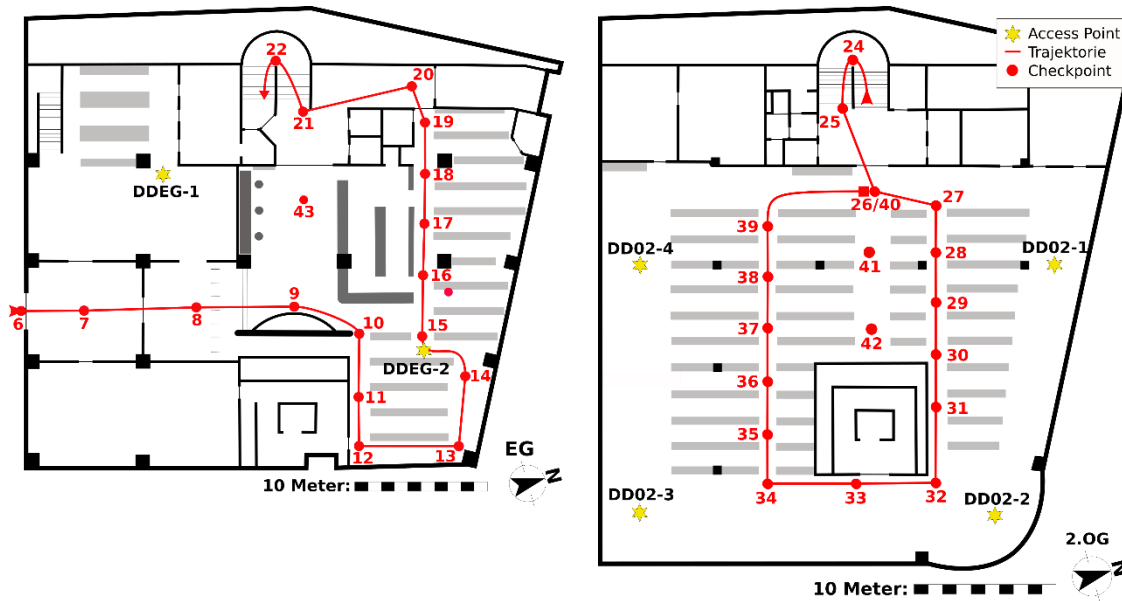 22
20
21
19
18
DDEG-1
43
17
16
6
7
8
9
10
15
DDEG-2
14
11
12
13
EG
10 Meter:
N
24
Access Point
Trajektorie
Checkpoint
25
26/40
27
39
28
DD02-4
41
DD02-1
38
29
37
42
30
36
31
35
34
33
32
DD02-3
DD02-2
2.OG
10 Meter:
N